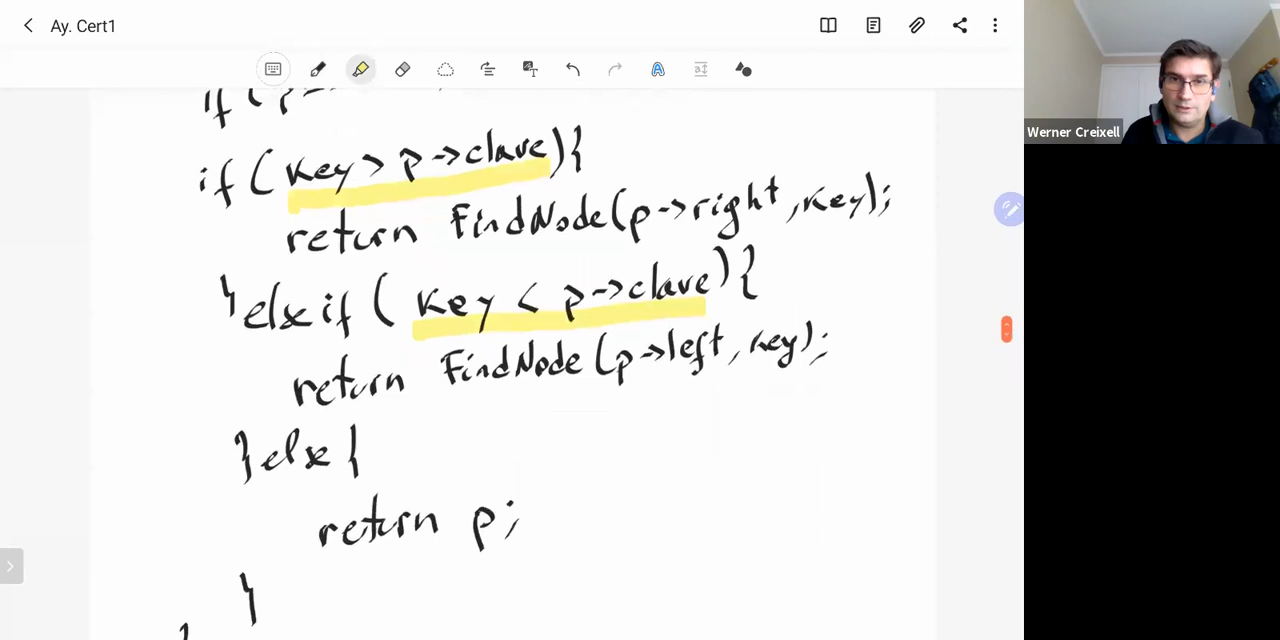 Ay. Cert1
if (p
if ( key > p->clave){
return FindNode(p->right, key);
}else if ( key < p->clave){
return FindNode(p->left, key);
}else{
return p;
}
}
Werner Creixell